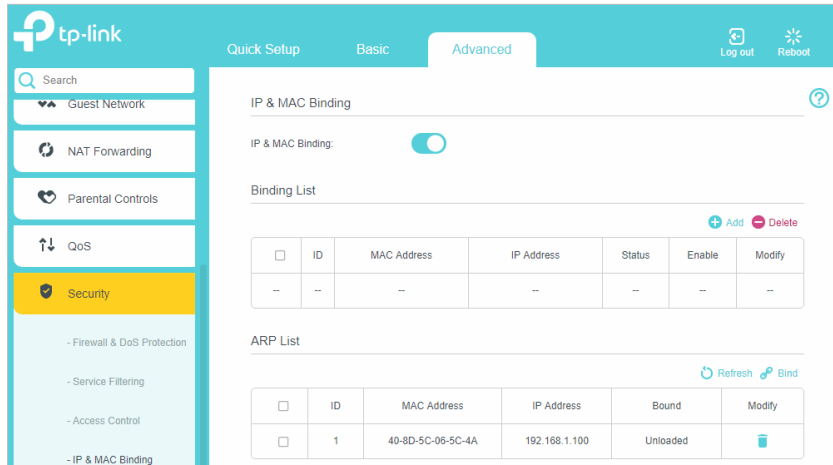 tp-link
Quick Setup Basic Advanced Log out Reboot
Search
Guest Network
NAT Forwarding
Parental Controls
QoS
Security
- Firewall & DoS Protection
- Service Filtering
- Access Control
- IP & MAC Binding
IP & MAC Binding
IP & MAC Binding:
Binding List
Add Delete
ID MAC Address IP Address Status Enable Modify
-- -- -- -- -- -- --
ARP List
Refresh Bind
ID MAC Address IP Address Bound Modify
1 40-8D-5C-06-5C-4A 192.168.1.100 Unloaded